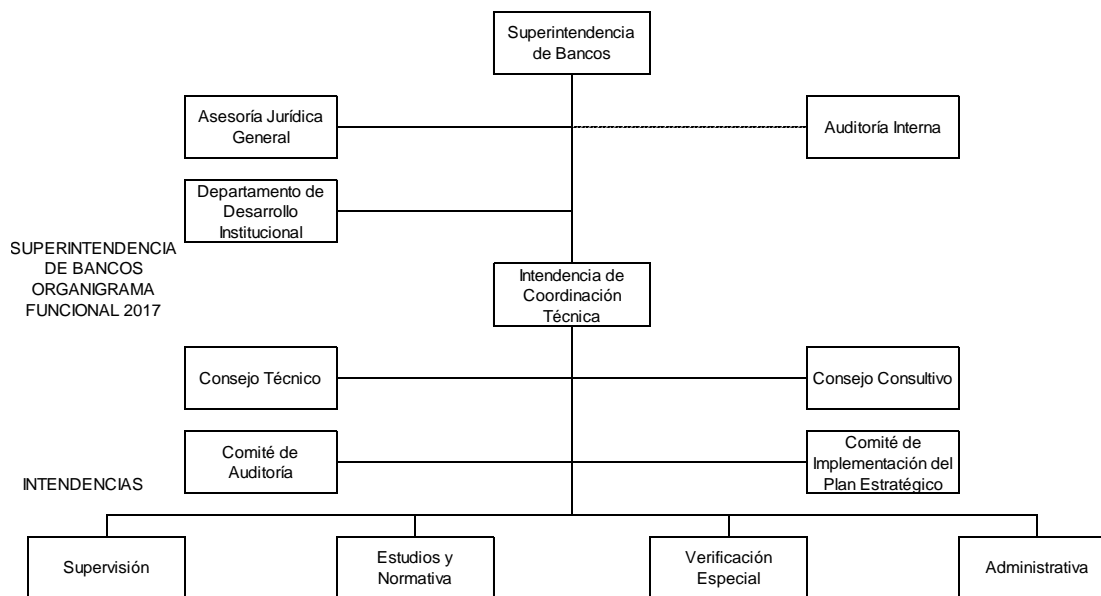 Superintendencia
de Bancos
Asesoría Jurídica
General
Auditoría Interna
Departamento de
Desarrollo
Institucional
SUPERINTENDENCIA
DE BANCOS
ORGANIGRAMA
FUNCIONAL 2017
Intendencia de
Coordinación
Técnica
Consejo Técnico
Consejo Consultivo
Comité de
Auditoría
Comité de
Implementación del
Plan Estratégico
INTENDENCIAS
Supervisión
Estudios y
Normativa
Verificación
Especial
Administrativa